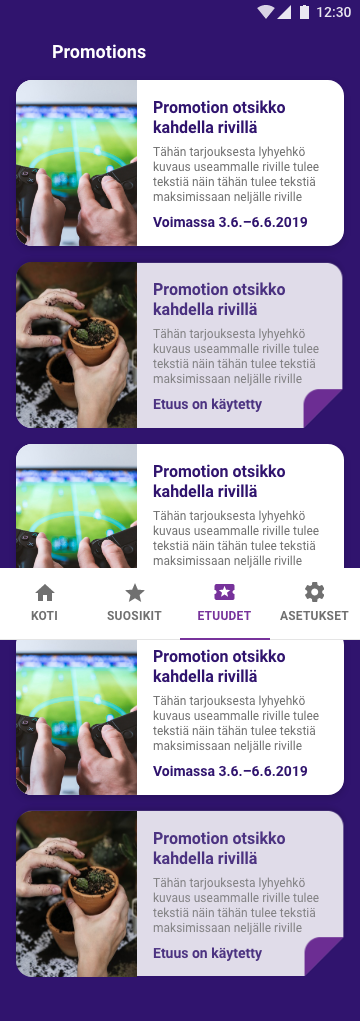 12:30
Promotions
Promotion otsikko
kahdella rivillä
Tähän tarjouksesta lyhyehkö
kuvaus useammalle riville tulee
tekstiä näin tähän tulee tekstiä
maksimissaan neljälle riville
Voimassa 3.6.–6.6.2019
Promotion otsikko
kahdella rivillä
Tähän tarjouksesta lyhyehkö
kuvaus useammalle riville tulee
tekstiä näin tähän tulee tekstiä
maksimissaan neljälle riville
Etuus on käytetty
Promotion otsikko
kahdella rivillä
Tähän tarjouksesta lyhyehkö
kuvaus useammalle riville tulee
tekstiä näin tähän tulee tekstiä
KOTI
SUOSIKIT
ETUUDET
ASETUKSET
Promotion otsikko
kahdella rivillä
Tähän tarjouksesta lyhyehkö
kuvaus useammalle riville tulee
tekstiä näin tähän tulee tekstiä
maksimissaan neljälle riville
Voimassa 3.6.–6.6.2019
Promotion otsikko
kahdella rivillä
Tähän tarjouksesta lyhyehkö
kuvaus useammalle riville tulee
tekstiä näin tähän tulee tekstiä
maksimissaan neljälle riville
Etuus on käytetty